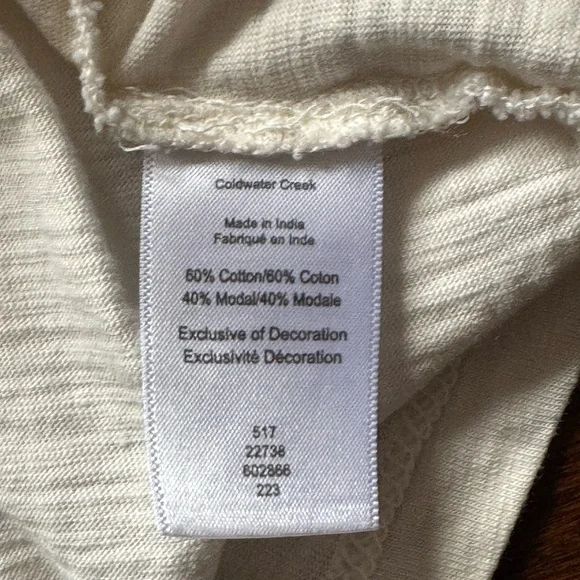 Coldwater Creek
Made in India
Fabriqué en Inde
60% Cotton/60% Coton
40% Modal/40% Modale
Exclusive of Decoration
Exclusivité Décoration
517
22738
602866
223